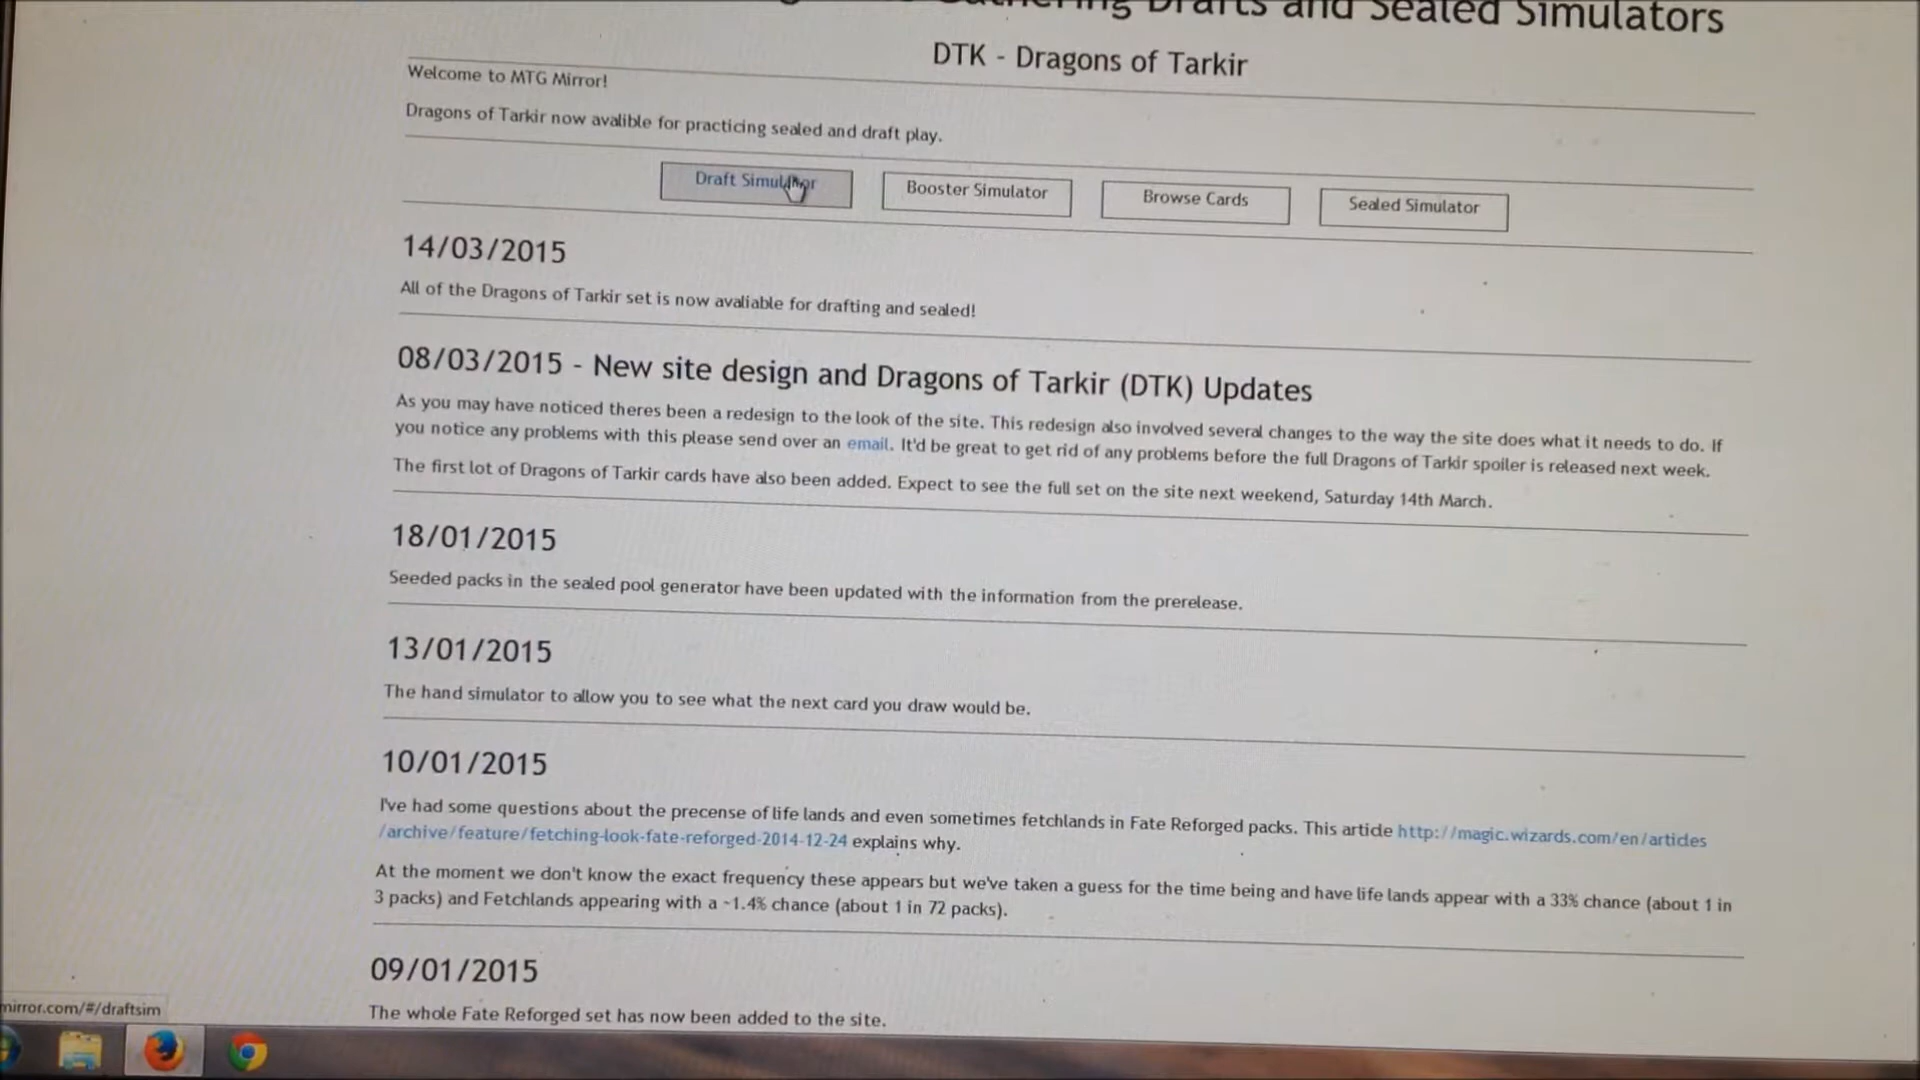 Drafts and Sealed Simulators
DTK - Dragons of Tarkir
Welcome to MTG Mirror!
Dragons of Tarkir now avalible for practicing sealed and draft play.
Draft Simulator
Booster Simulator
Browse Cards
Sealed Simulator
14/03/2015
All of the Dragons of Tarkir set is now avaliable for drafting and sealed!
08/03/2015 - New site design and Dragons of Tarkir (DTK) Updates
As you may have noticed theres been a redesign to the look of the site. This redesign also involved several changes to the way the site does what it needs to do. If
you notice any problems with this please send over an email. It'd be great to get rid of any problems before the full Dragons of Tarkir spoiler is released next week.
The first lot of Dragons of Tarkir cards have also been added. Expect to see the full set on the site next weekend, Saturday 14th March.
18/01/2015
Seeded packs in the sealed pool generator have been updated with the information from the prerelease.
13/01/2015
The hand simulator to allow you to see what the next card you draw would be.
10/01/2015
I've had some questions about the precense of life lands and even sometimes fetchlands in Fate Reforged packs. This article http://magic.wizards.com/en/articles
/archive/feature/fetching-look-fate-reforged-2014-12-24 explains why.
At the moment we don't know the exact frequency these appears but we've taken a guess for the time being and have life lands appear with a 33% chance (about 1 in
3 packs) and Fetchlands appearing with a ~1.4% chance (about 1 in 72 packs).
09/01/2015
The whole Fate Reforged set has now been added to the site.
mirror.com/#/draftsim